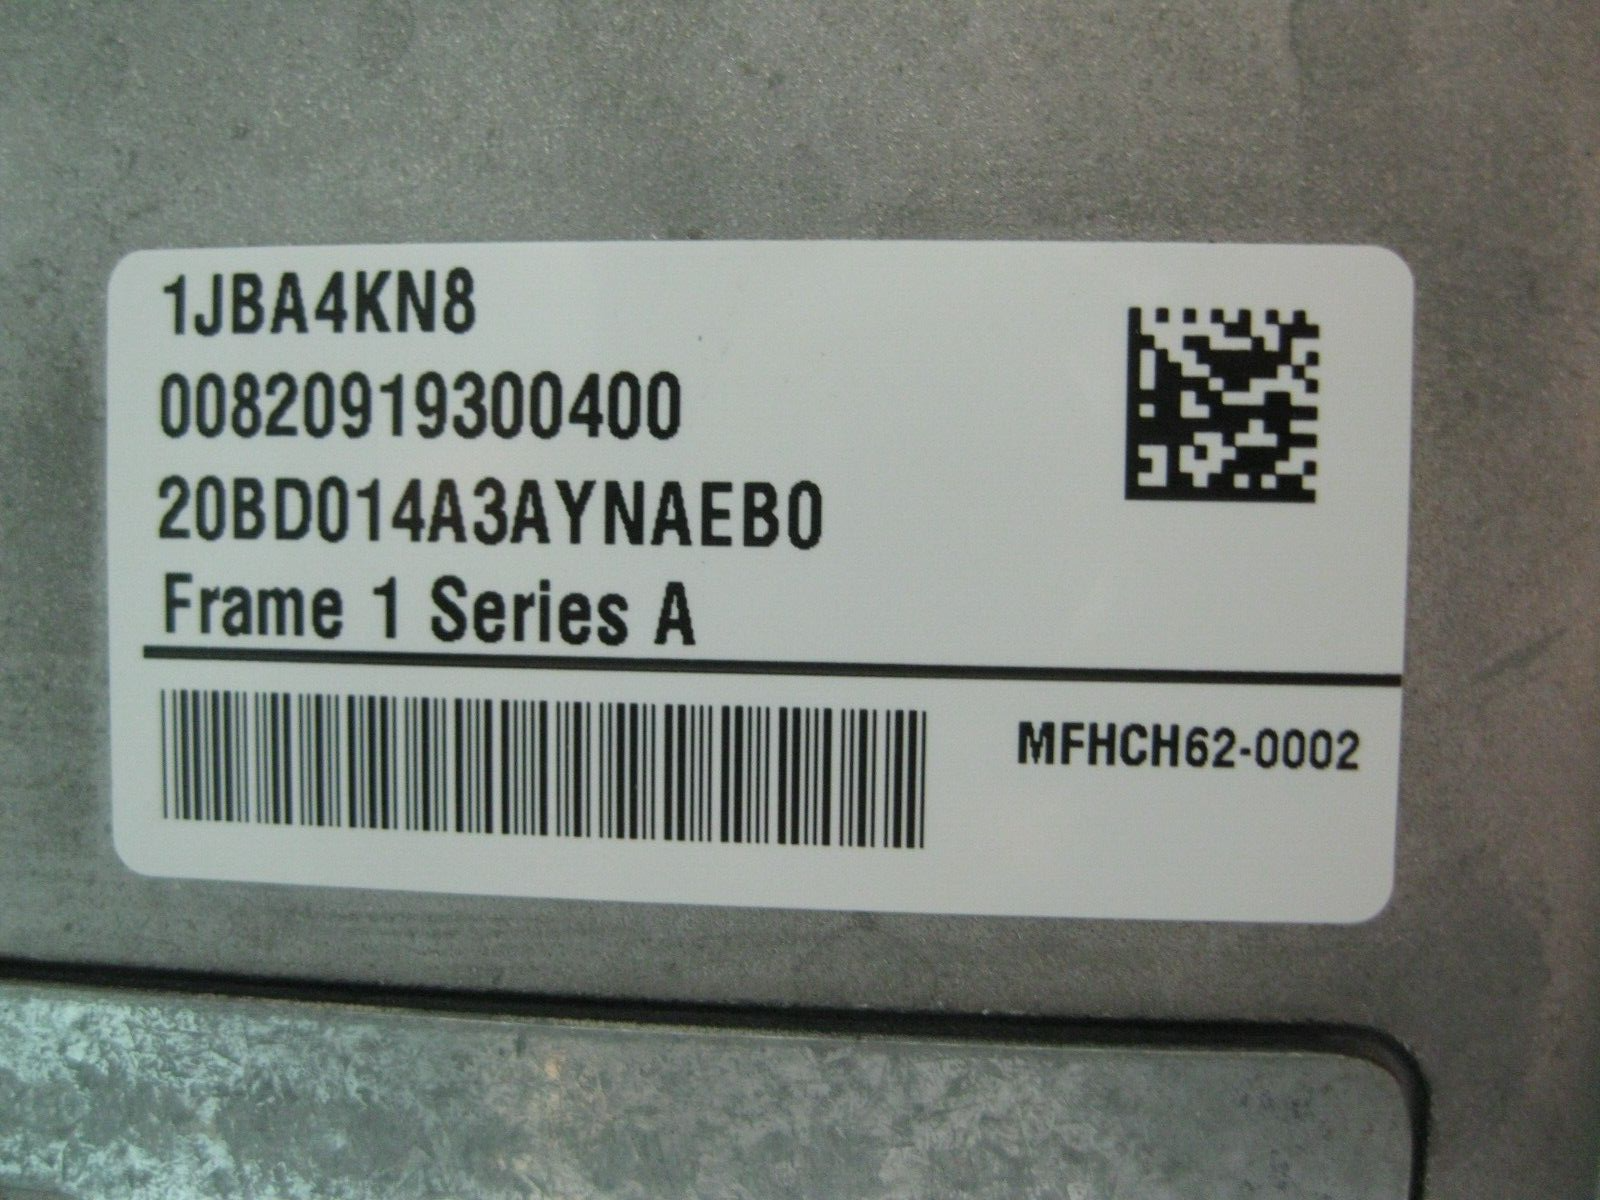 1JBA4KN8
00820919300400
20BD014A3AYNAEB0
Frame 1 Series A
MFHCH62-0002